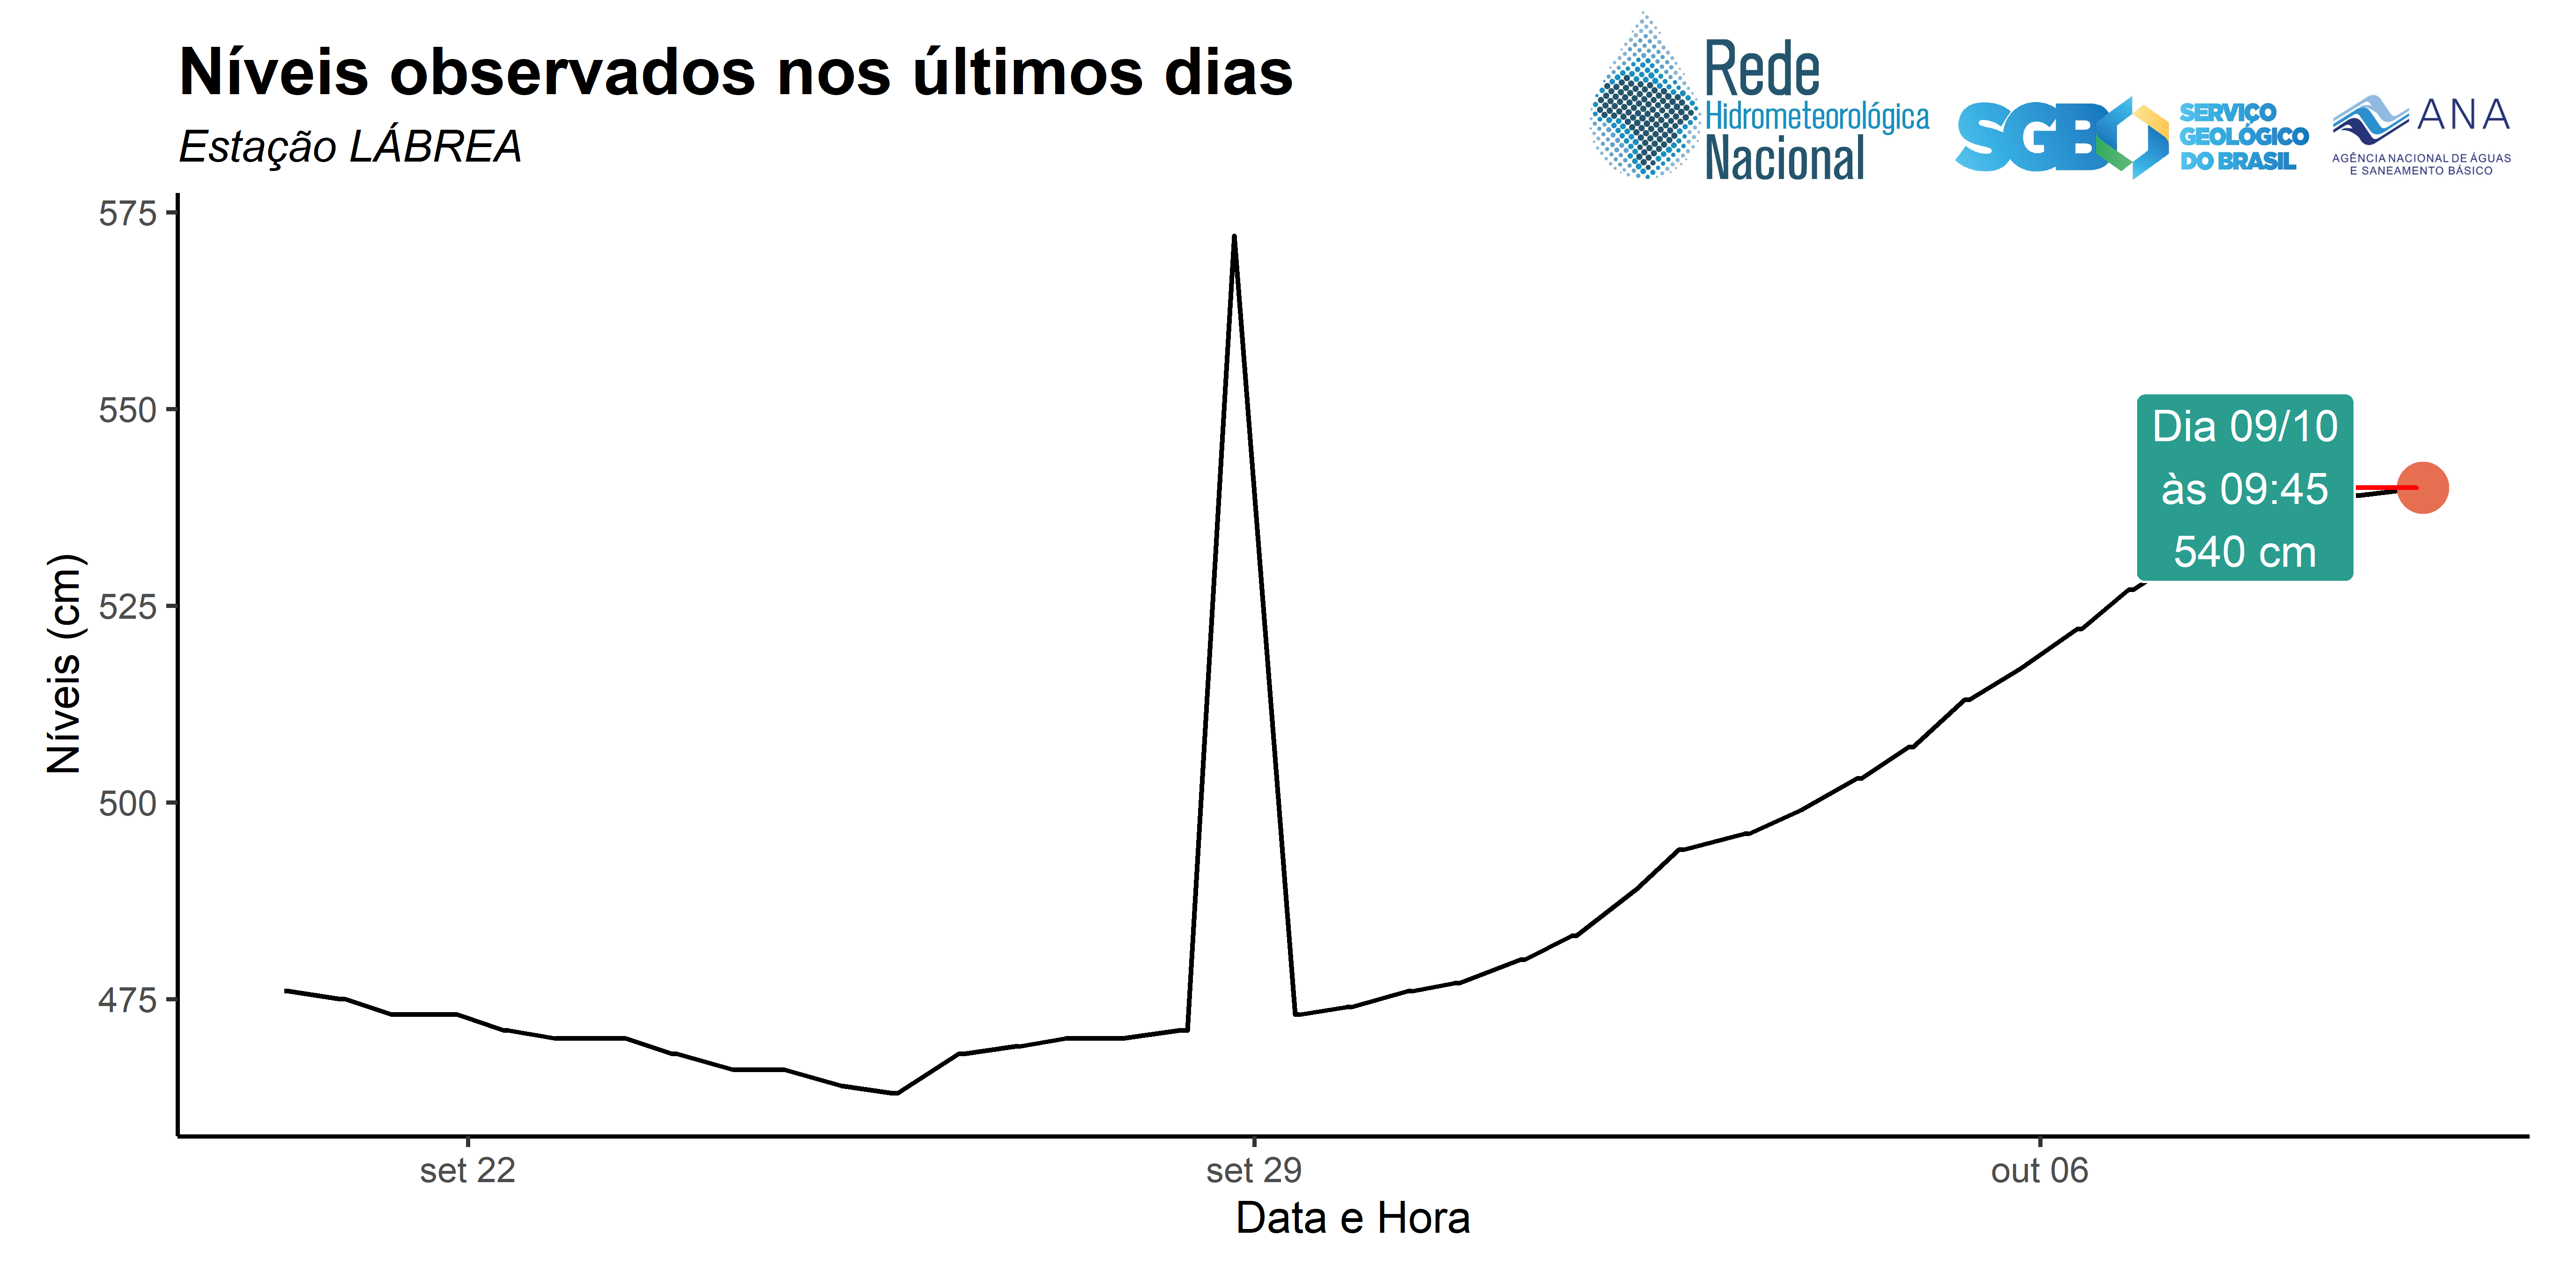 Níveis observados nos últimos dias
Estação LÁBREA
Rede
Hidrometeorológica
Nacional
SGB
SERVIÇO
GEOLÓGICO
DO BRASIL
ANA
AGÊNCIA NACIONAL DE ÁGUAS
E SANEAMENTO BÁSICO
575
550
525
500
475
Níveis (cm)
Dia 09/10
às 09:45
540 cm
set 22
set 29
out 06
Data e Hora